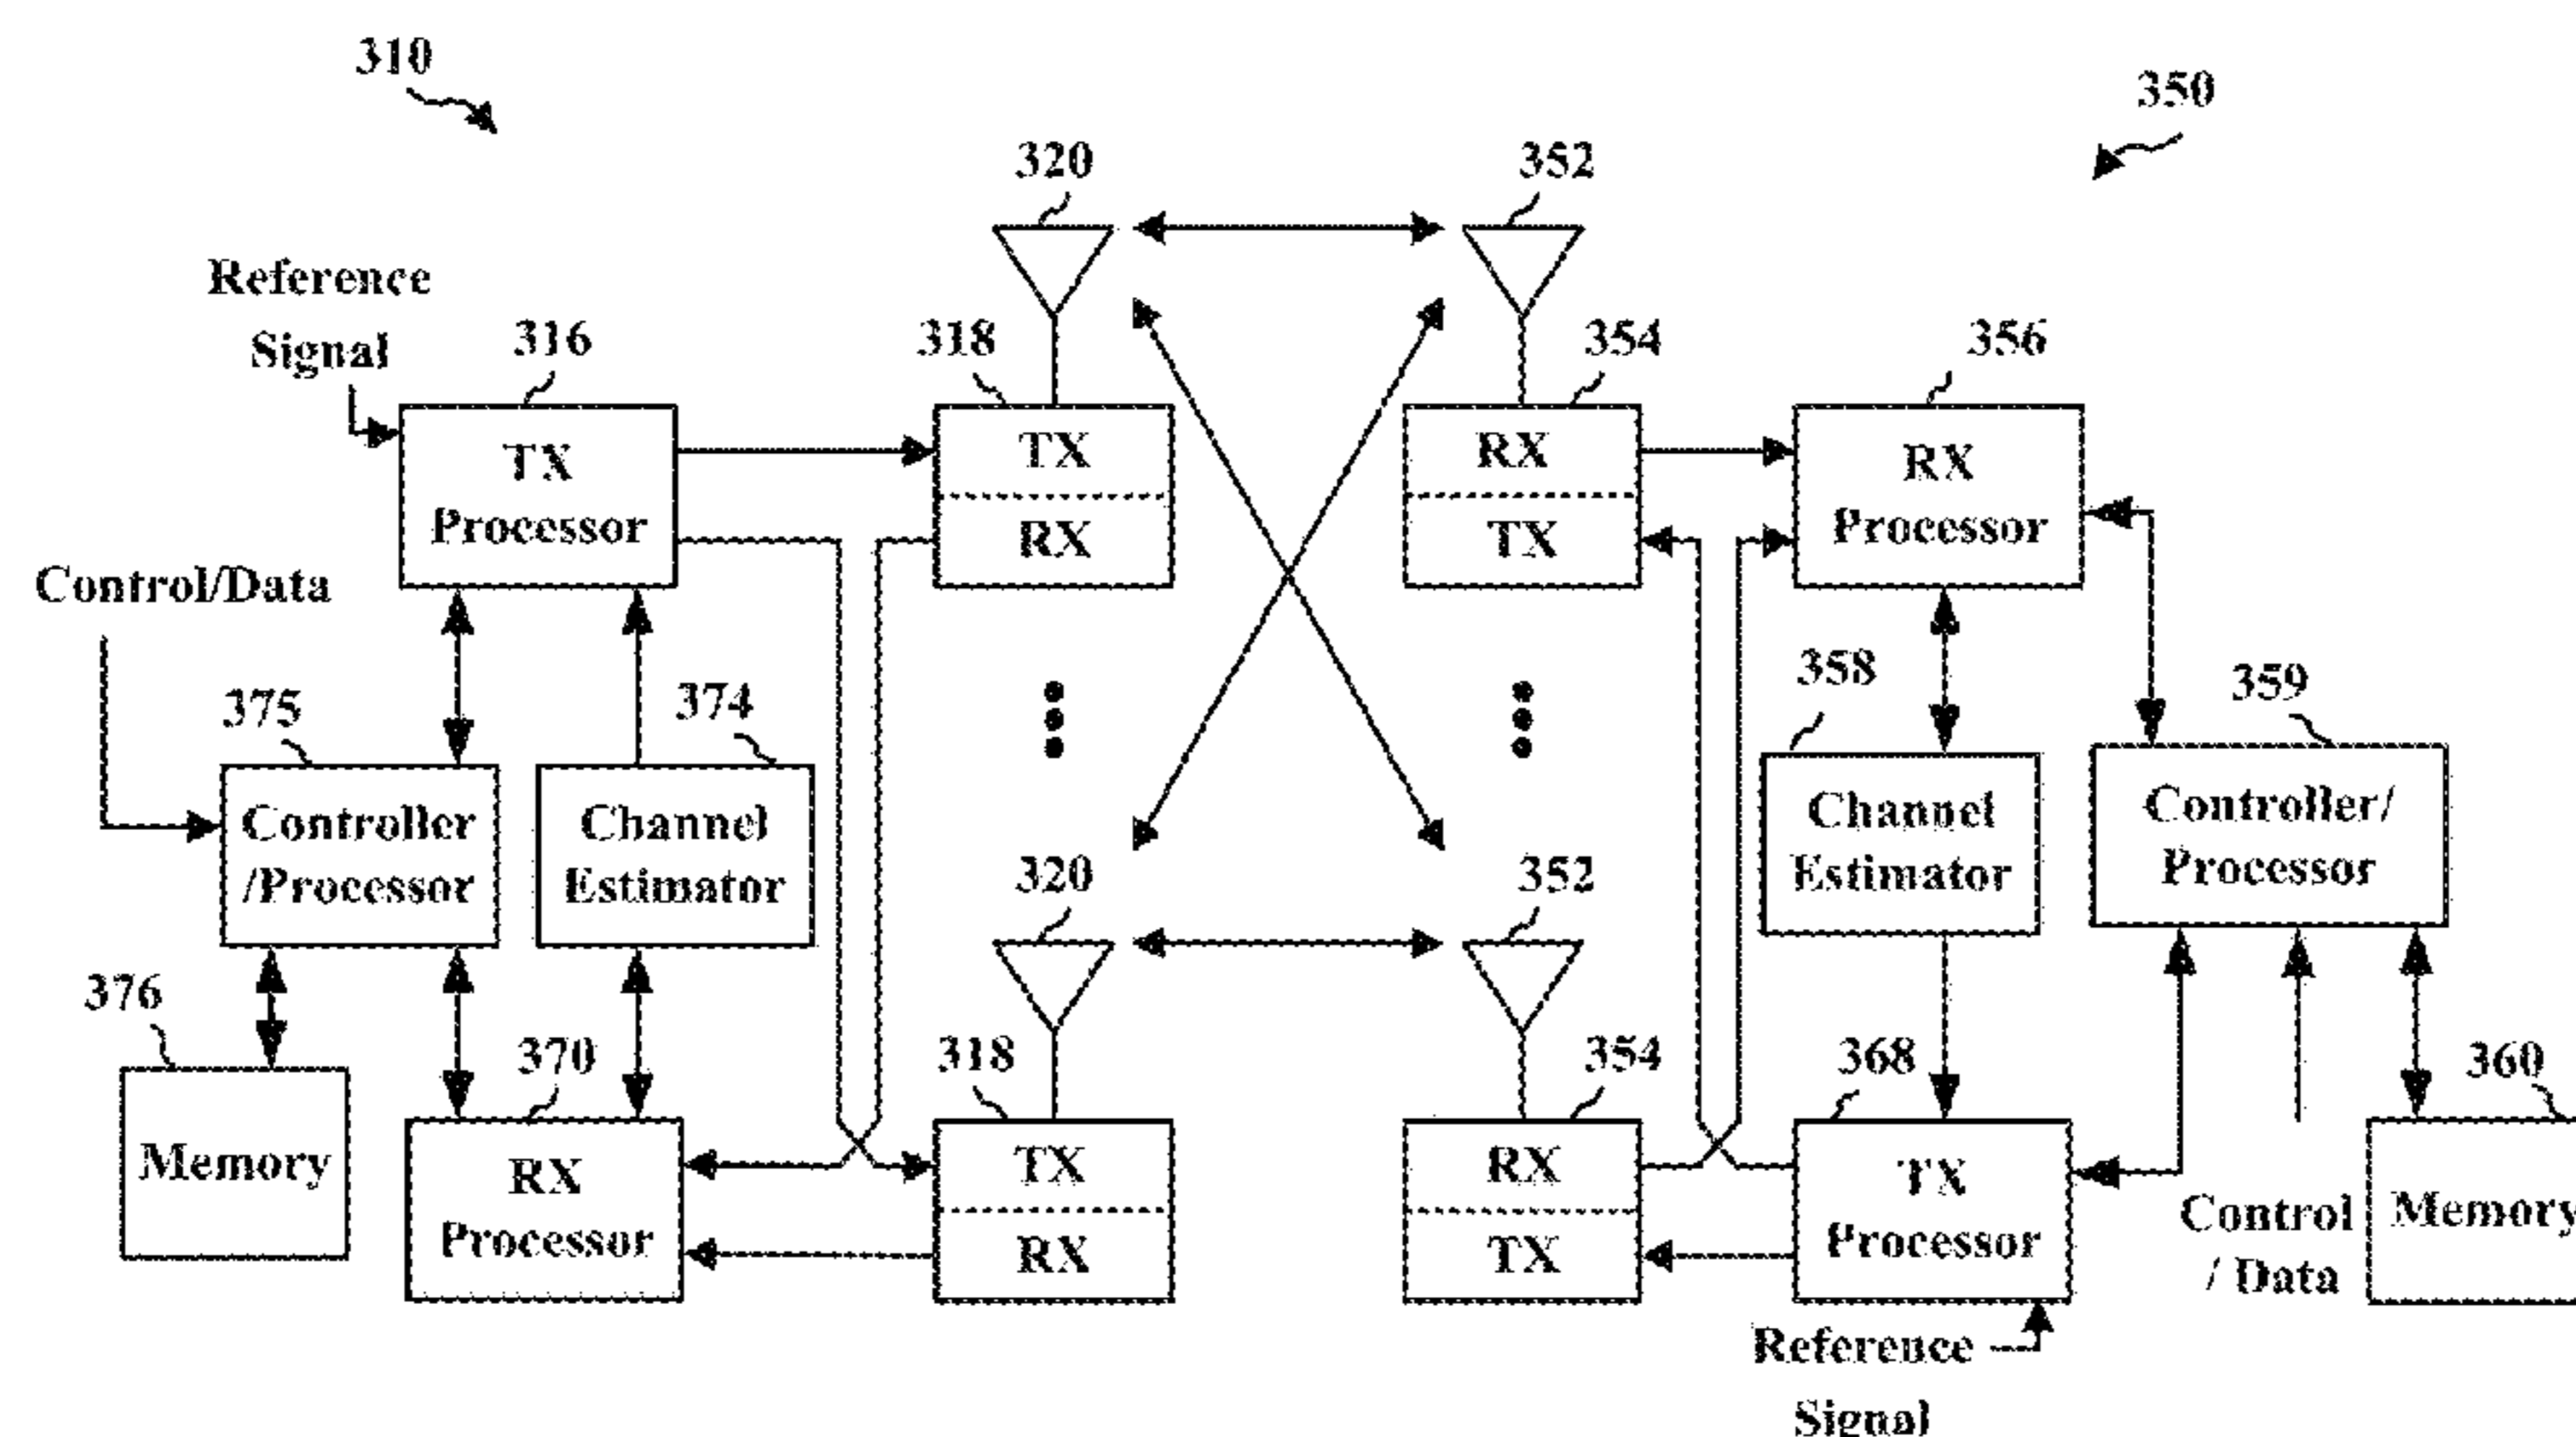 310
350
320
352
Reference
Signal
316
318
354
356
TX
Processor
TX
RX
RX
TX
RX
Processor
Control/Data
375
374
358
359
Controller
/Processor
Channel
Estimator
Channel
Estimator
Controller/
Processor
320
352
376
370
318
354
368
360
Memory
RX
Processor
TX
RX
RX
TX
TX
Processor
Control
/ Data
Memory
Reference
Signal